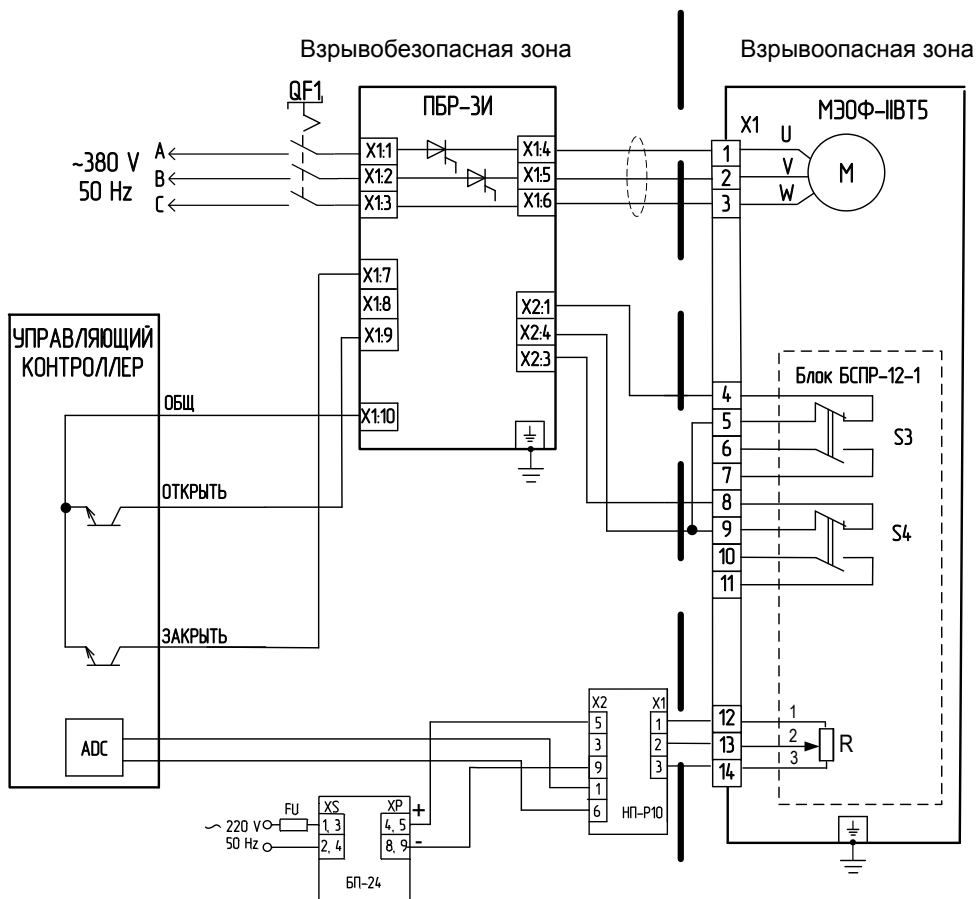 Взрывобезопасная зона
Взрывоопасная зона
QF1
ПБР-3И
МЭОФ-IIВТ5
~380 V
50 Hz
A
B
C
X1:1
X1:2
X1:3
X1:4
X1:5
X1:6
X1
1
2
3
U
V
W
M
X1:7
X1:8
X1:9
X1:10
X2:1
X2:4
X2:3
УПРАВЛЯЮЩИЙ
КОНТРОЛЛЕР
ОБЩ
ОТКРЫТЬ
ЗАКРЫТЬ
ADC
Блок БСПР-12-1
4
5
6
7
8
9
10
11
S3
S4
12
13
14
1
2
3
R
X2
5
3
9
1
6
X1
1
2
3
НП-Р10
~ 220 V
50 Hz
FU
XS
1, 3
2, 4
XP
4, 5
8, 9
+
-
БП-24